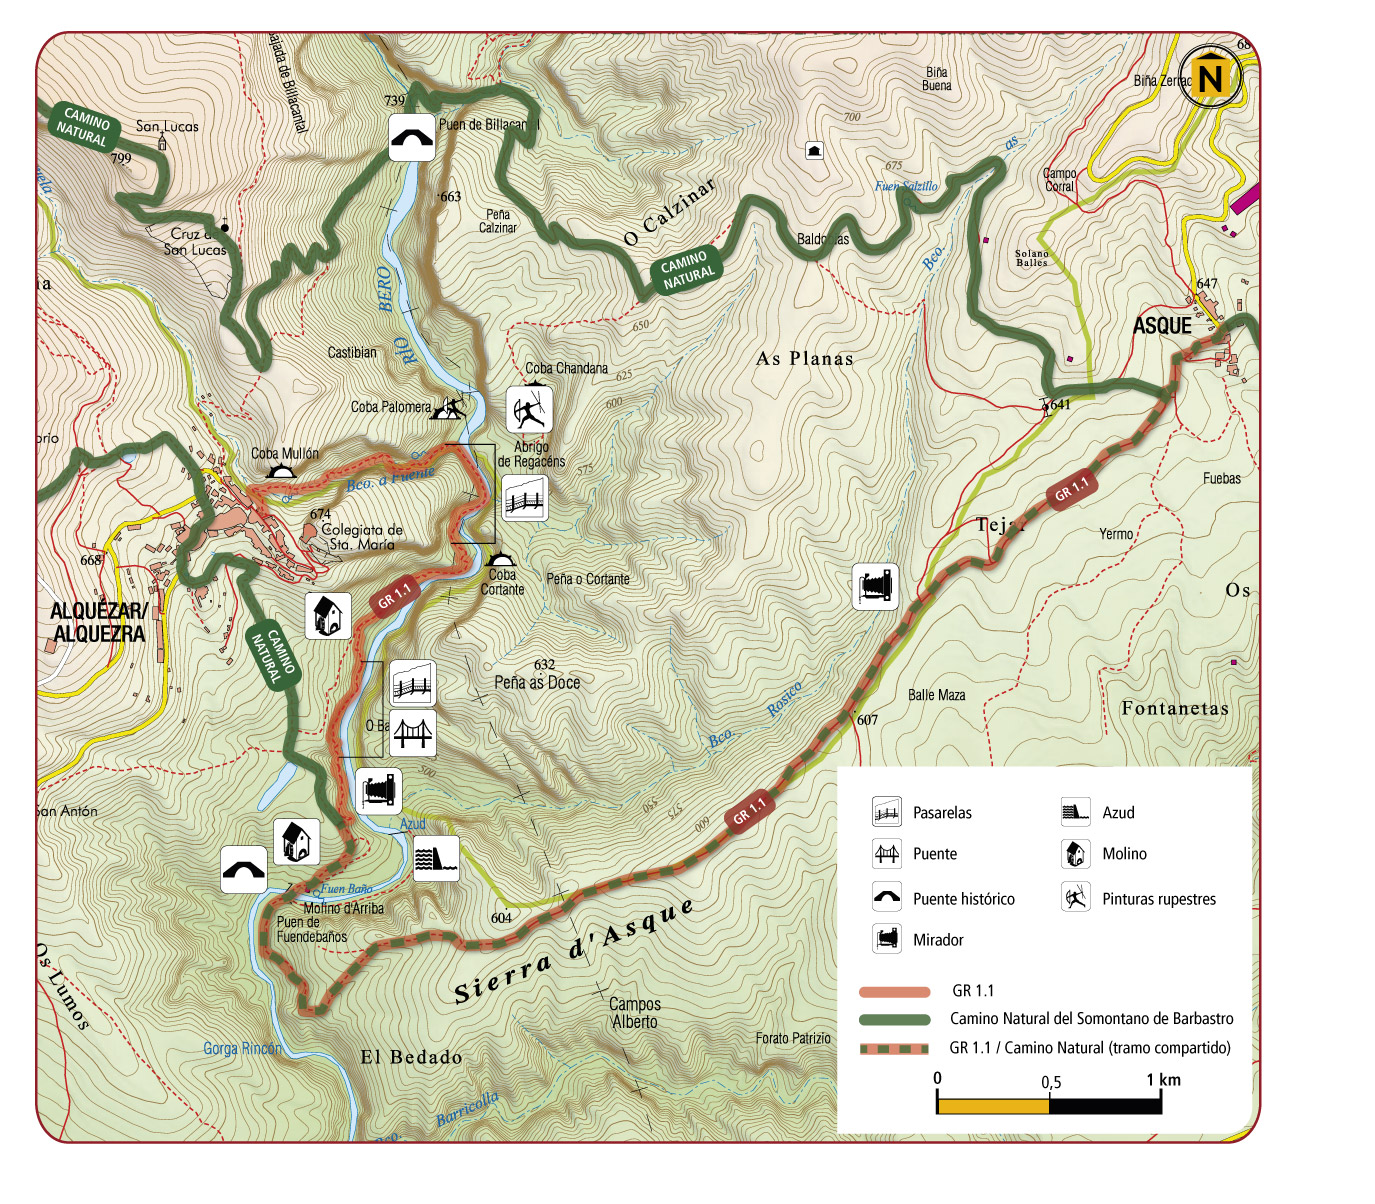 Bajada de Billacantal
68
Biña
Buena
Biña Zerrac
N
739
CAMINO
NATURAL
San Lucas
799
Puen de Billacantal
700
as
675
Fuen Salzillo
Campo
Corral
663
Peña
Calzinar
O Calzinar
Cruz de
San Lucas
Baldomas
Bco.
Solano
Balles
CAMINO
NATURAL
647
ASQUE
RÍO BERO
650
Castibian
As Planas
Coba Chandana
625
600
Coba Palomera
641
Abrigo
de Regacéns
575
Coba Mullón
Bco. a Fuente
Fuebas
GR 1.1
674
Colegiata de
Sta. María
Tejar
Yermo
668
Coba
Cortante
Peña o Cortante
Os
GR 1.1
ALQUÉZAR/
ALQUEZRA
CAMINO
NATURAL
632
Peña as Doce
Balle Maza
Bco. Rosico
607
Fontanetas
O Ba
500
550
575
600
GR 1.1
San Antón
Azud
Fuen Baño
Molino d'Arriba
Puen de
Fuendebaños
604
Sierra d'Asque
Os Lumos
Campos
Alberto
Gorga Rincón
El Bedado
Forato Patrizio
Bco. Barricolla
Pasarelas
Azud
Puente
Molino
Puente histórico
Pinturas rupestres
Mirador
GR 1.1
Camino Natural del Somontano de Barbastro
GR 1.1 / Camino Natural (tramo compartido)
0 0,5 1 km